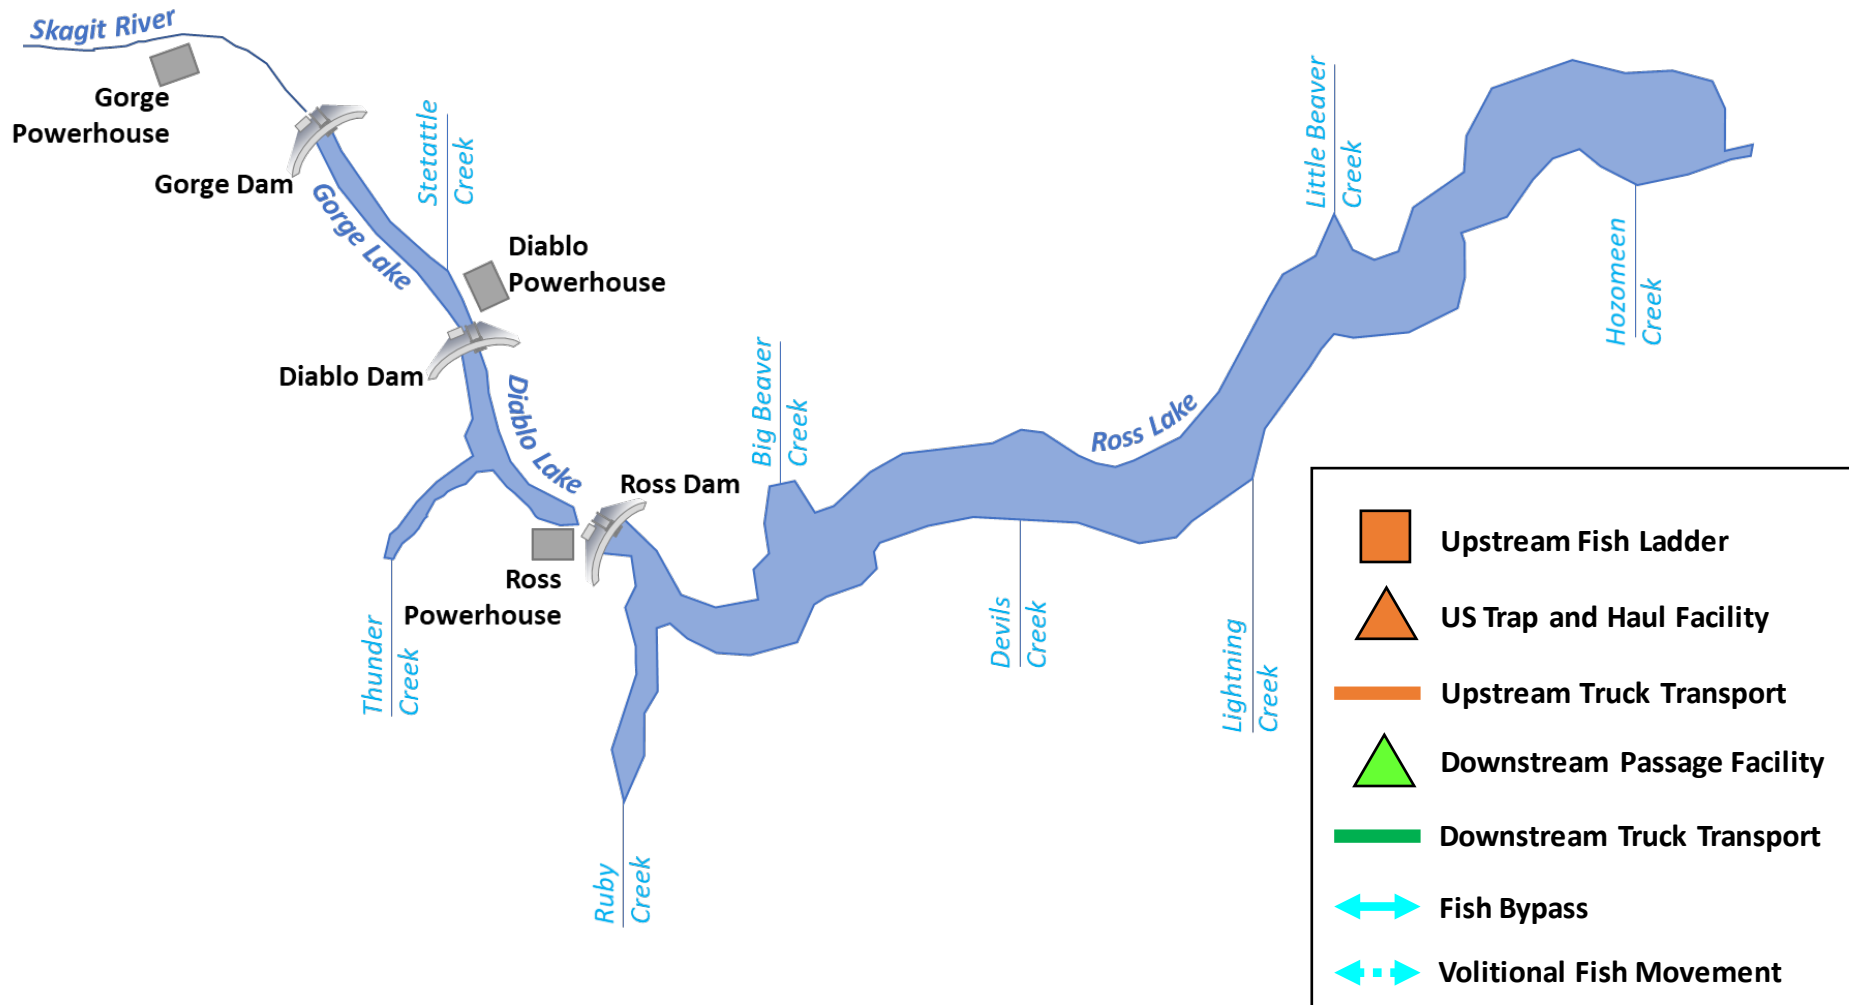 Skagit River
Gorge
Powerhouse
Gorge Dam
Gorge Lake
Stetattle
Creek
Diablo
Powerhouse
Diablo Dam
Diablo Lake
Ross Dam
Ross
Powerhouse
Thunder
Creek
Ruby
Creek
Big Beaver
Creek
Ross Lake
Devils
Creek
Lightning
Creek
Little Beaver
Creek
Hozomeen
Creek
Upstream Fish Ladder
US Trap and Haul Facility
Upstream Truck Transport
Downstream Passage Facility
Downstream Truck Transport
Fish Bypass
Volitional Fish Movement